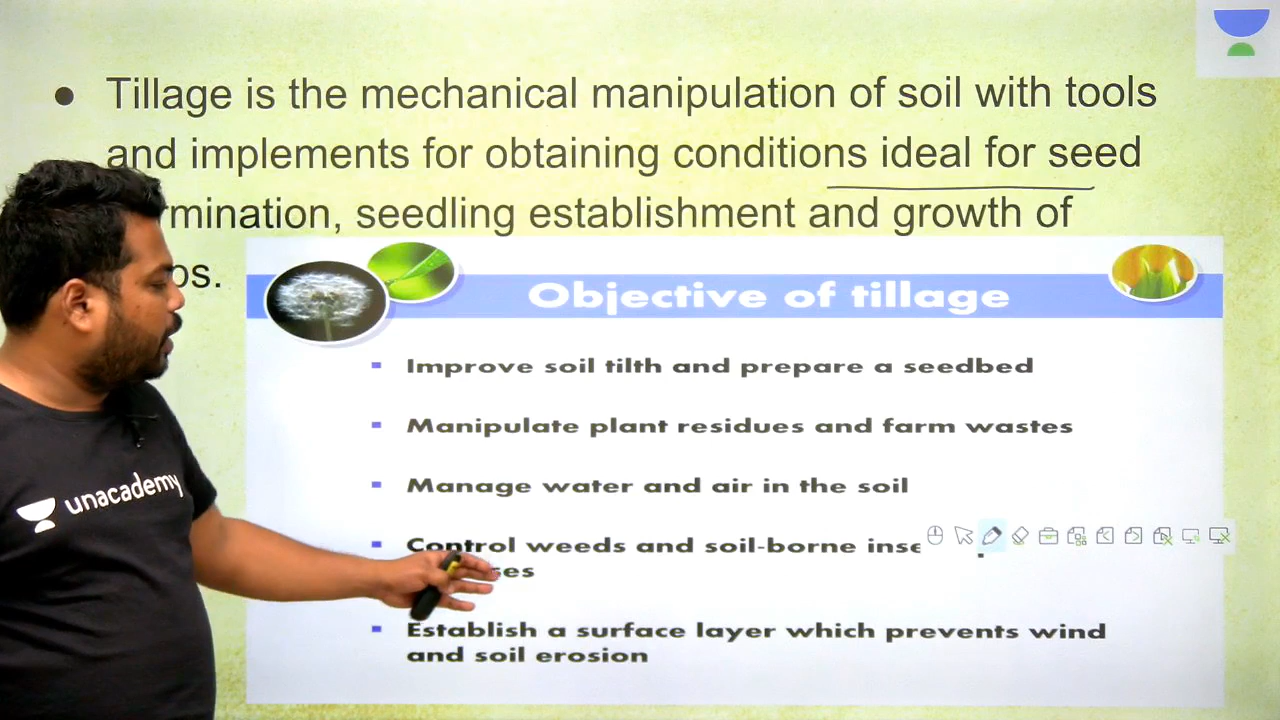 Tillage is the mechanical manipulation of soil with tools
and implements for obtaining conditions ideal for seed
rmination, seedling establishment and growth of
ps.
Objective of tillage
Improve soil tilth and prepare a seedbed
Manipulate plant residues and farm wastes
Manage water and air in the soil
Control weeds and soil-borne inse
ses
Establish a surface layer which prevents wind
and soil erosion
unacademy